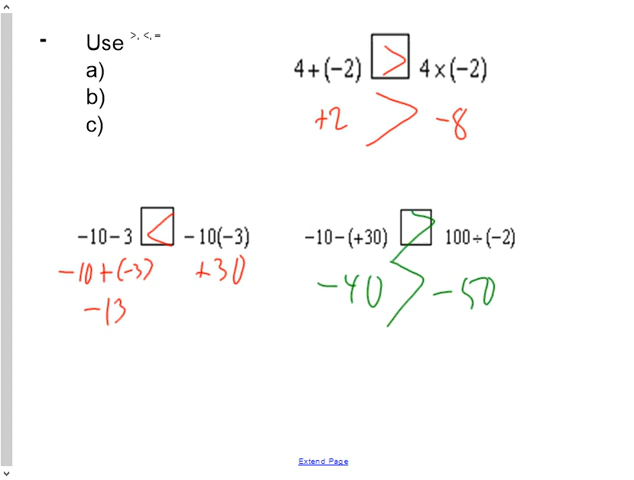 - Use >, <, =
a)
b)
c)
4+(−2) > 4×(−2)
+2 > −8
−10−3 < −10(−3)
−10+(−3) +30
−13
−10−(+30) > 100÷(−2)
−40 > −50
Extend Page